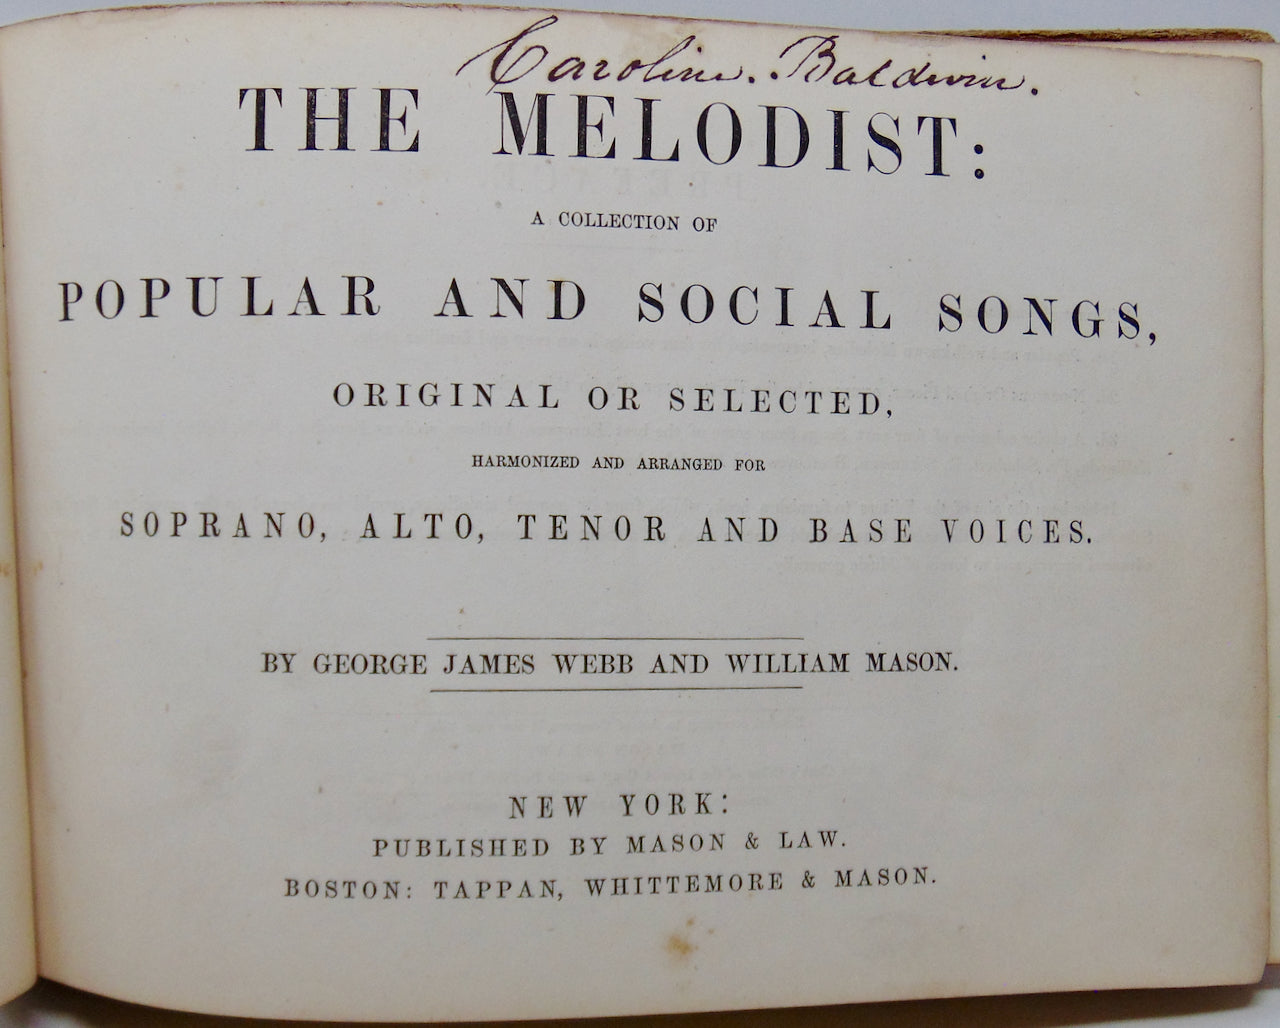 Caroline. Baldwin.
THE MELODIST:
A COLLECTION OF
POPULAR AND SOCIAL SONGS,
ORIGINAL OR SELECTED,
HARMONIZED AND ARRANGED FOR
SOPRANO, ALTO, TENOR AND BASE VOICES.
BY GEORGE JAMES WEBB AND WILLIAM MASON.
NEW YORK:
PUBLISHED BY MASON & LAW.
BOSTON: TAPPAN, WHITTEMORE & MASON.